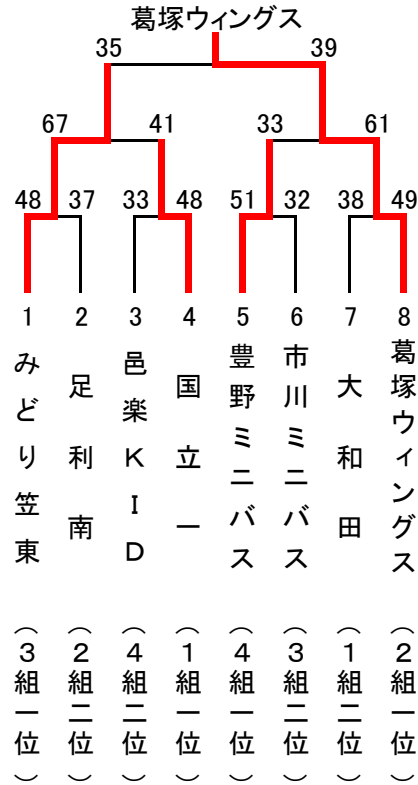 葛塚ウィングス
35 39
67 41 33 61
48 37 33 48 51 32 38 49
1 2 3 4 5 6 7 8
みどり笠東
足利南
邑楽KID
国立一
豊野ミニバス
市川ミニバス
大和田
葛塚ウィングス
（3組一位）
（2組二位）
（4組二位）
（1組一位）
（4組一位）
（3組二位）
（1組二位）
（2組一位）